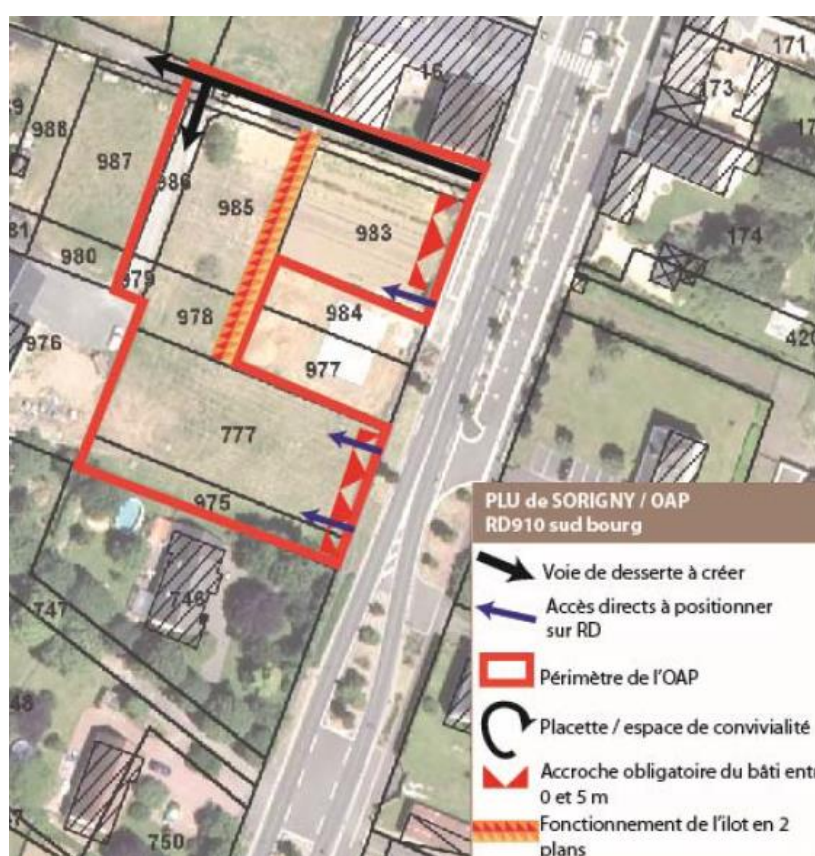 171
15
173
17
988
987
986
985
983
174
981
980
979
984
978
420
976
977
777
975
746
747
48
750
PLU de SORIGNY / OAP
RD910 sud bourg
Voie de desserte à créer
Accès directs à positionner
sur RD
Périmètre de l'OAP
Placette / espace de convivialité
Accroche obligatoire du bâti entr
0 et 5 m
Fonctionnement de l'îlot en 2
plans